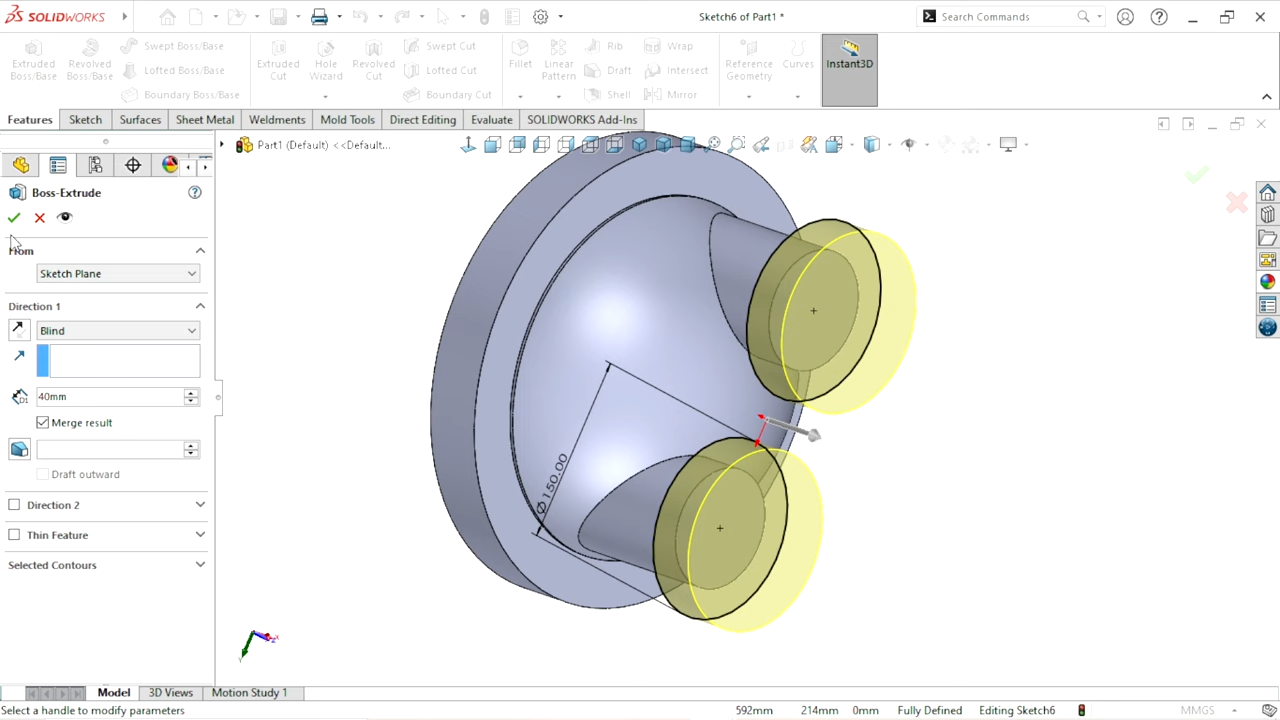 SOLIDWORKS
Sketch6 of Part1 *
Search Commands
Extruded Boss/Base
Revolved Boss/Base
Swept Boss/Base
Lofted Boss/Base
Boundary Boss/Base
Extruded Cut
Hole Wizard
Revolved Cut
Swept Cut
Lofted Cut
Boundary Cut
Fillet
Linear Pattern
Rib
Draft
Shell
Wrap
Intersect
Mirror
Reference Geometry
Curves
Instant3D
Features
Sketch
Surfaces
Sheet Metal
Weldments
Mold Tools
Direct Editing
Evaluate
SOLIDWORKS Add-Ins
Part1 (Default) <<Default...
Boss-Extrude
From
Sketch Plane
Direction 1
Blind
40mm
Merge result
Draft outward
Direction 2
Thin Feature
Selected Contours
Ø150.00
Model
3D Views
Motion Study 1
Select a handle to modify parameters
592mm
214mm
0mm
Fully Defined
Editing Sketch6
MMGS